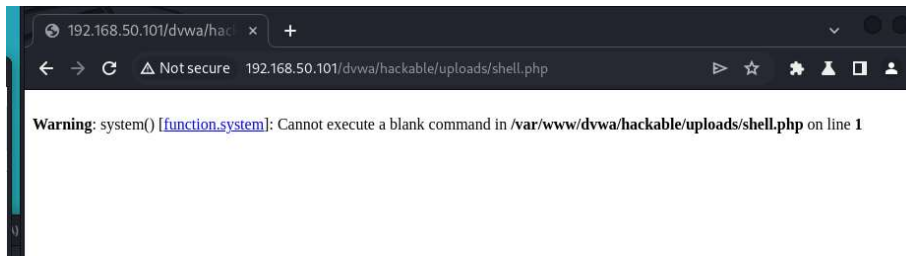 192.168.50.101/dvwa/hac
Not secure 192.168.50.101/dvwa/hackable/uploads/shell.php
Warning: system() [function.system]: Cannot execute a blank command in /var/www/dvwa/hackable/uploads/shell.php on line 1